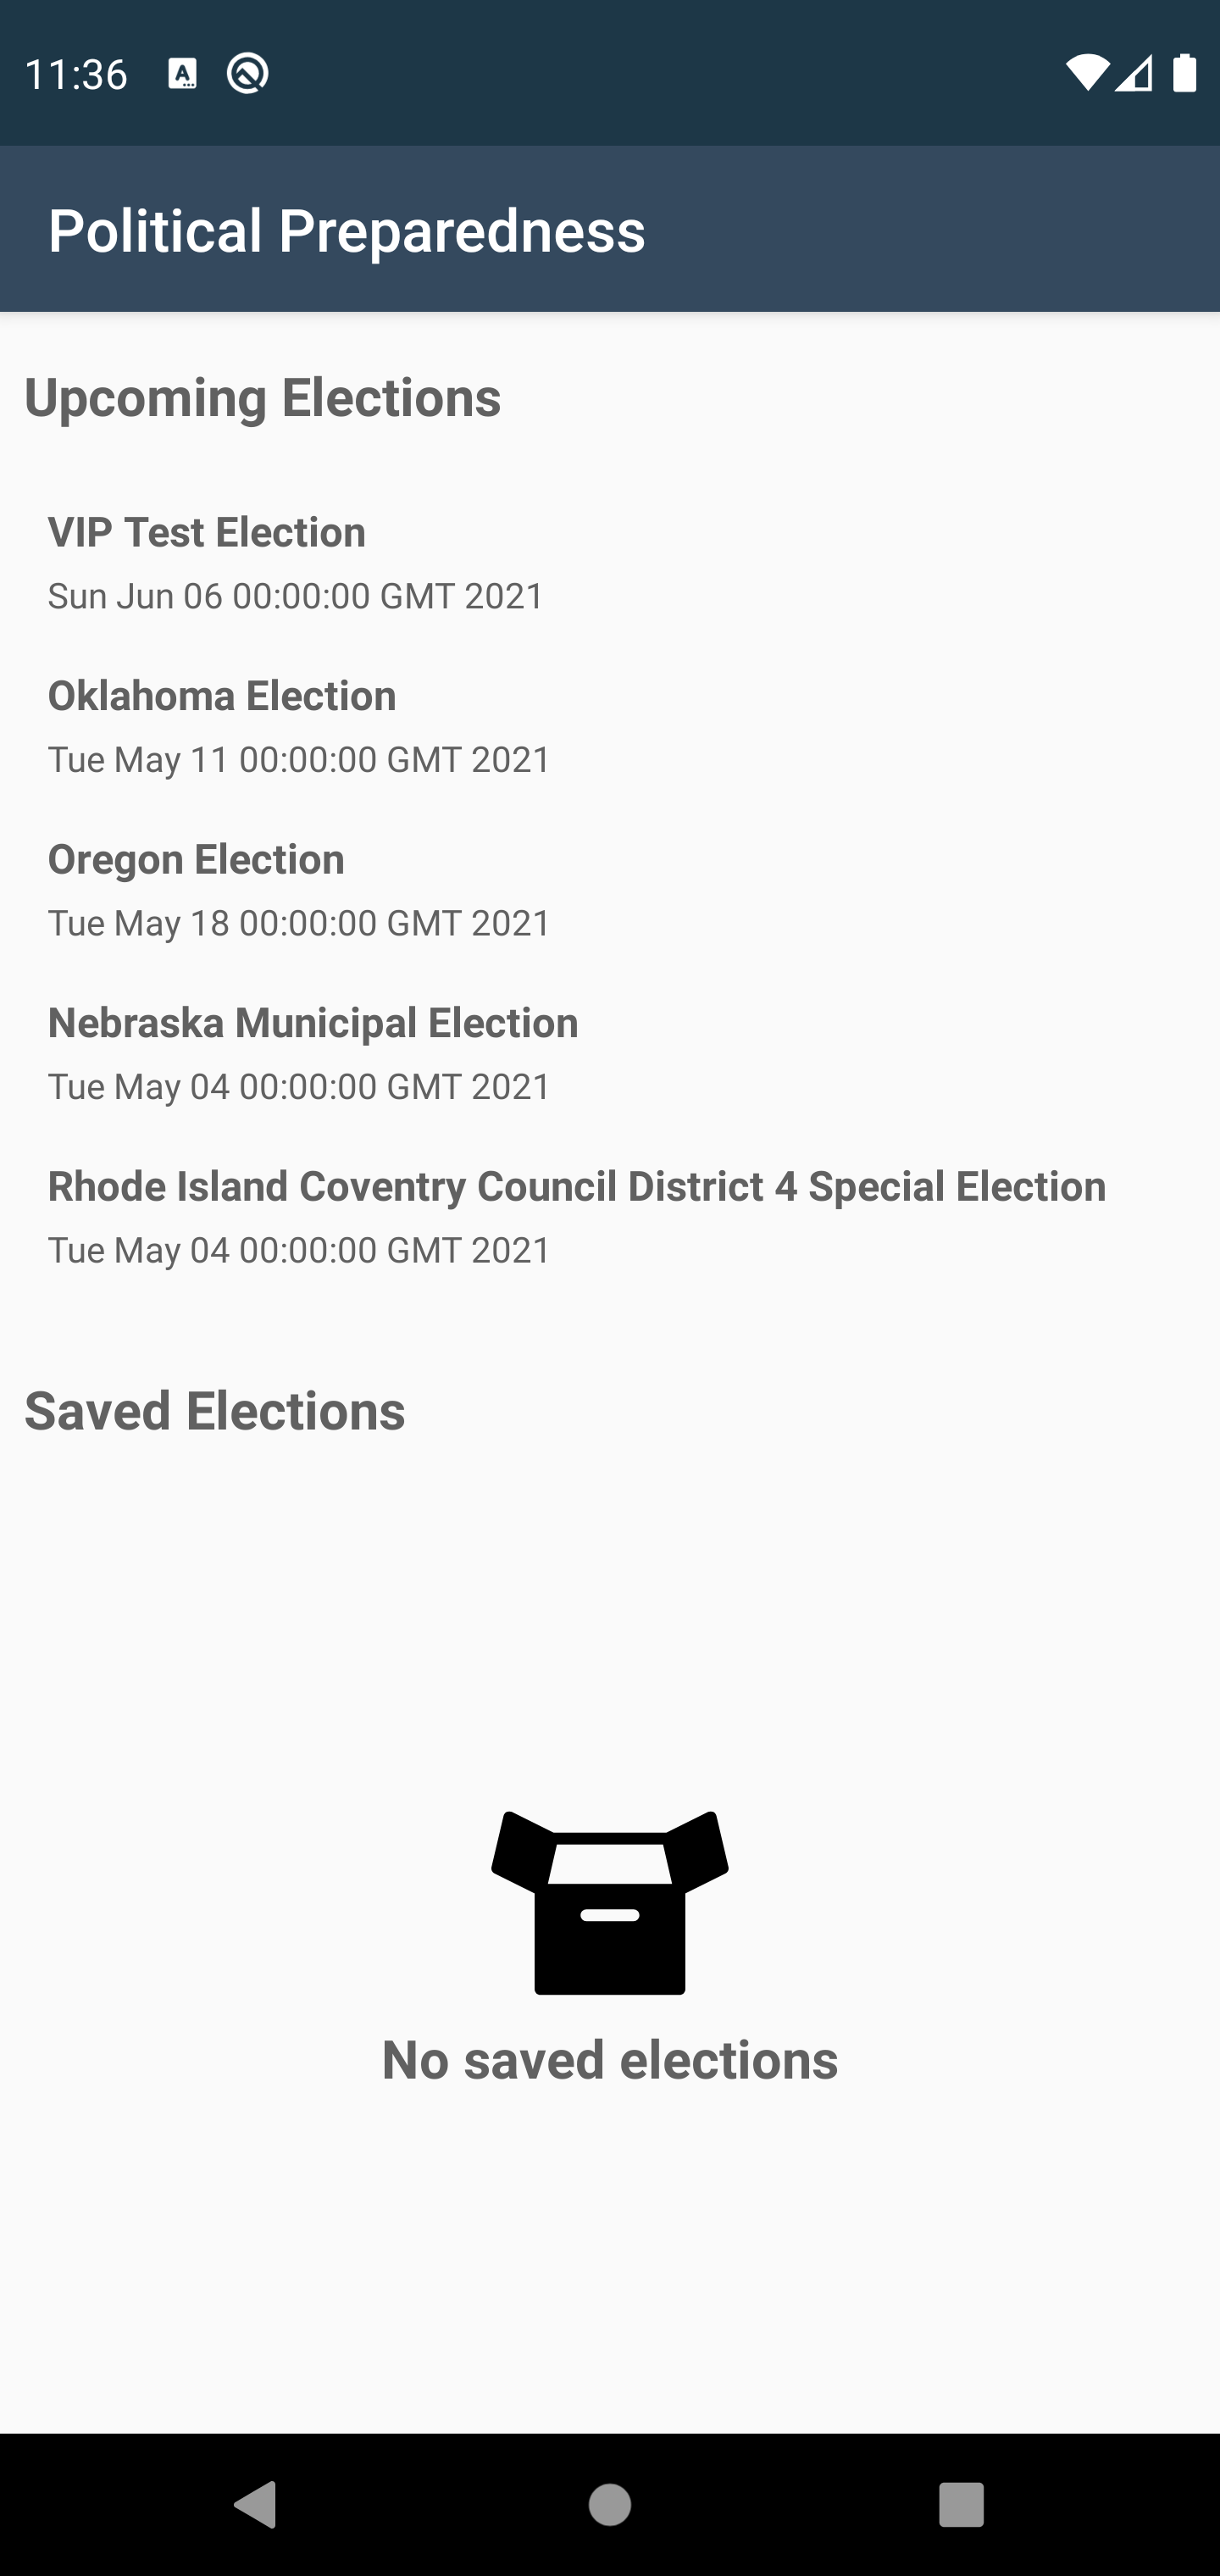 11:36
Political Preparedness
Upcoming Elections
VIP Test Election
Sun Jun 06 00:00:00 GMT 2021
Oklahoma Election
Tue May 11 00:00:00 GMT 2021
Oregon Election
Tue May 18 00:00:00 GMT 2021
Nebraska Municipal Election
Tue May 04 00:00:00 GMT 2021
Rhode Island Coventry Council District 4 Special Election
Tue May 04 00:00:00 GMT 2021
Saved Elections
No saved elections